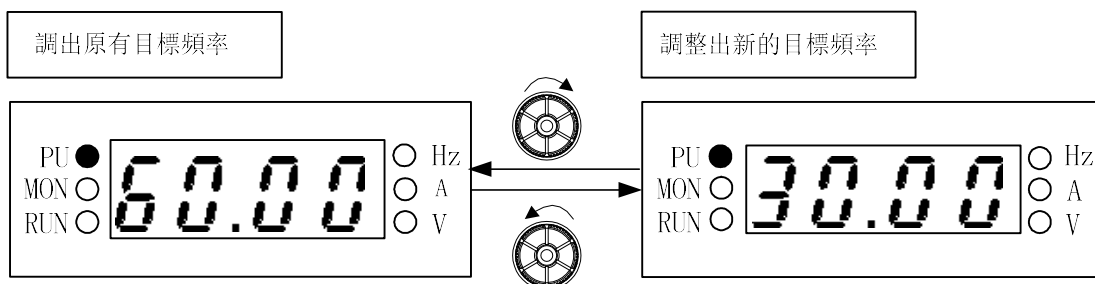 調出原有目標頻率
調整出新的目標頻率
PU
MON
RUN
60.00
Hz
A
V
PU
MON
RUN
30.00
Hz
A
V